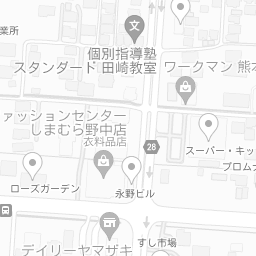 業所
個別指導塾
スタンダード 田崎教室
ワークマン 熊本
ファッションセンター
しまむら野中店
衣料品店
28
スーパー・キッ
ブロムナ
ローズガーデン
永野ビル
デイリーヤマザキ
すし市場